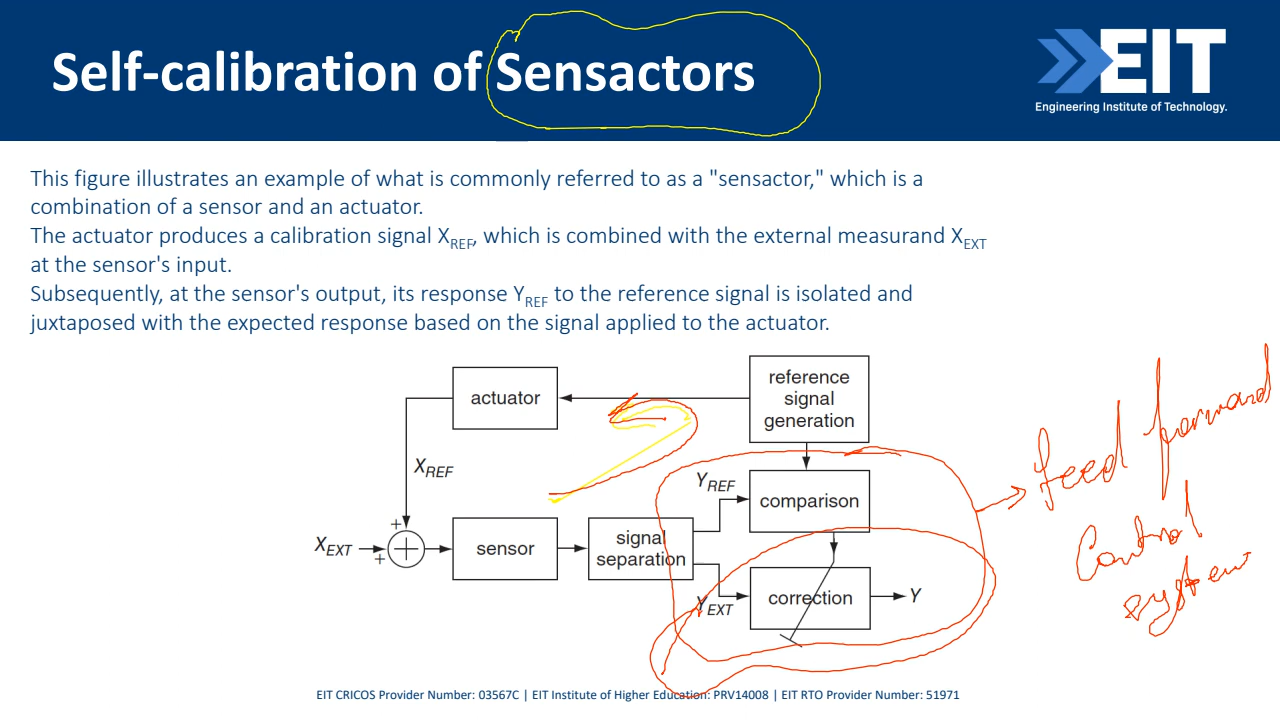 Self-calibration of Sensactors
EIT
Engineering Institute of Technology.
This figure illustrates an example of what is commonly referred to as a "sensactor," which is a
combination of a sensor and an actuator.
The actuator produces a calibration signal XREF, which is combined with the external measurand XEXT
at the sensor's input.
Subsequently, at the sensor's output, its response YREF to the reference signal is isolated and
juxtaposed with the expected response based on the signal applied to the actuator.
actuator
reference
signal
generation
XREF
YREF
comparison
XEXT
+
+
+
sensor
signal
separation
YEXT
correction
Y
feed forward
Control
system
EIT CRICOS Provider Number: 03567C | EIT Institute of Higher Education: PRV14008 | EIT RTO Provider Number: 51971